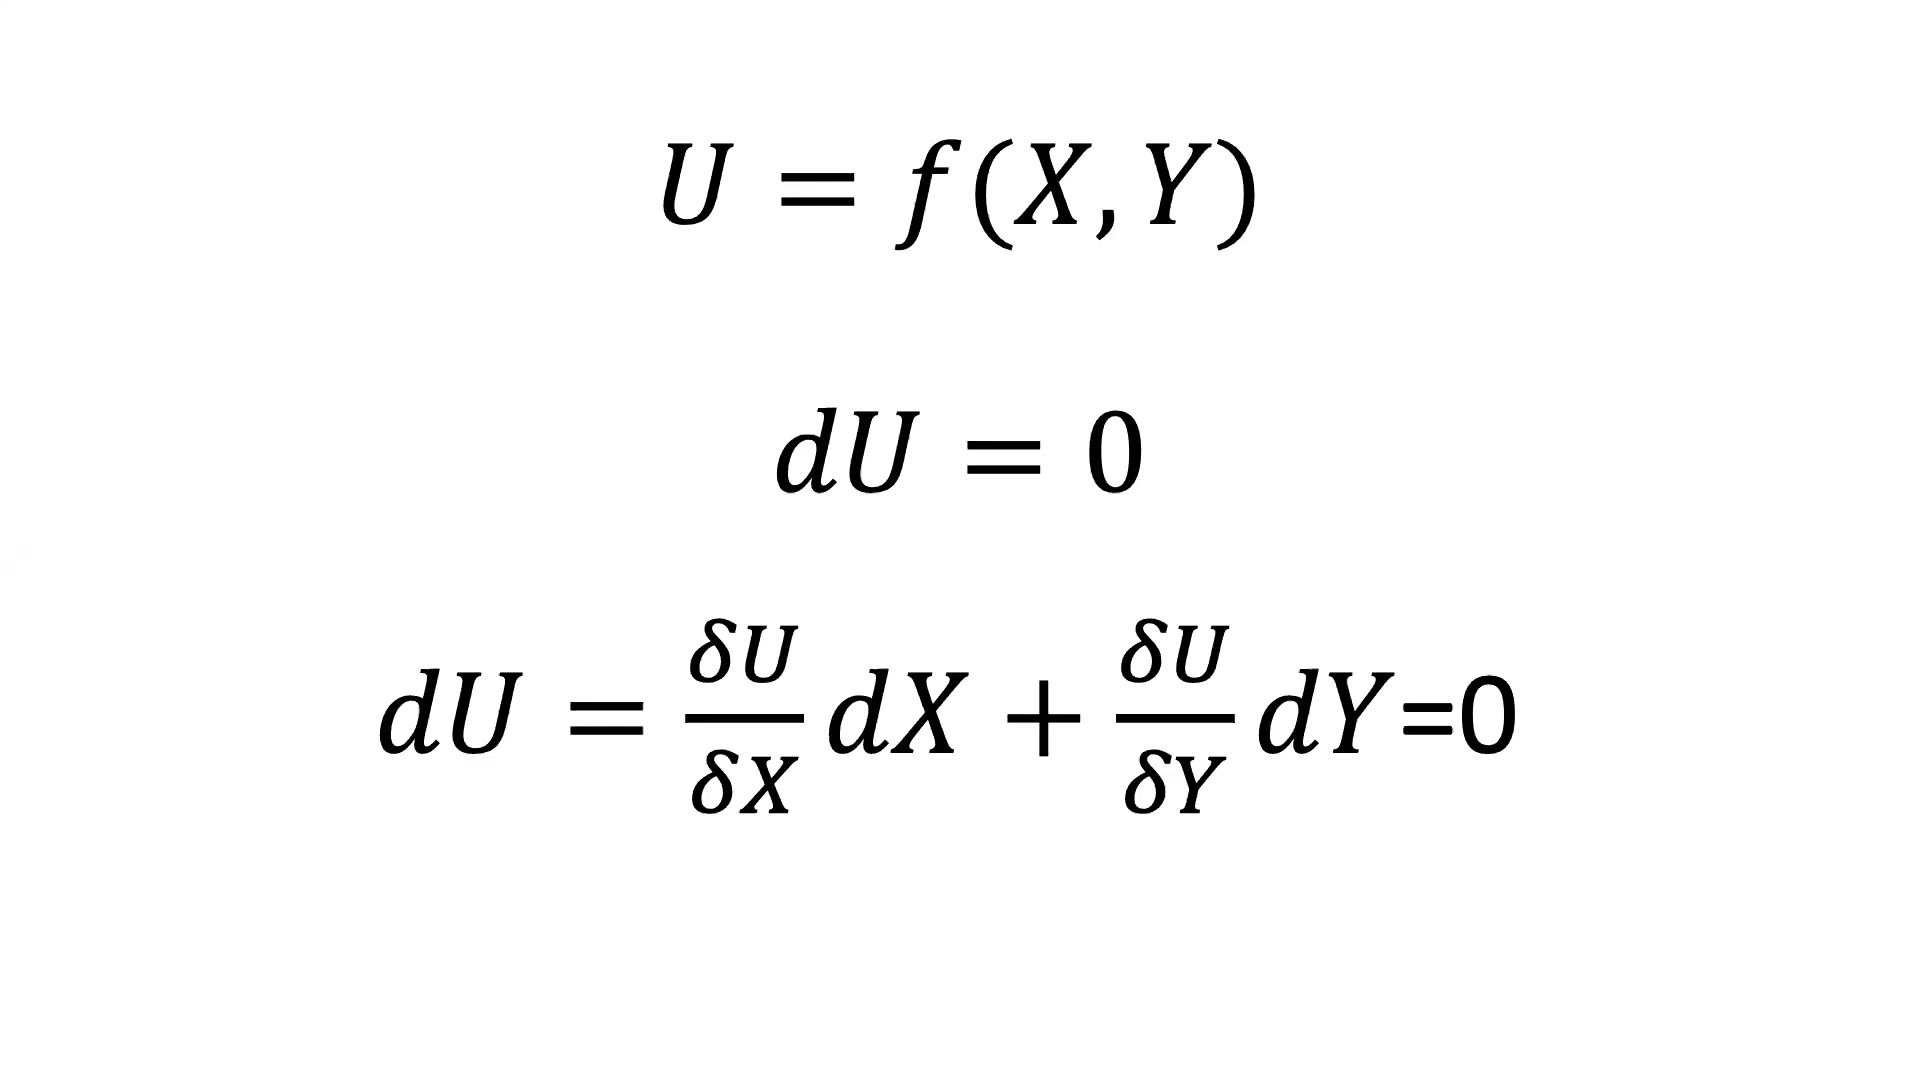 U = f(X, Y)
dU = 0
dU = δU/δX dX + δU/δY dY=0